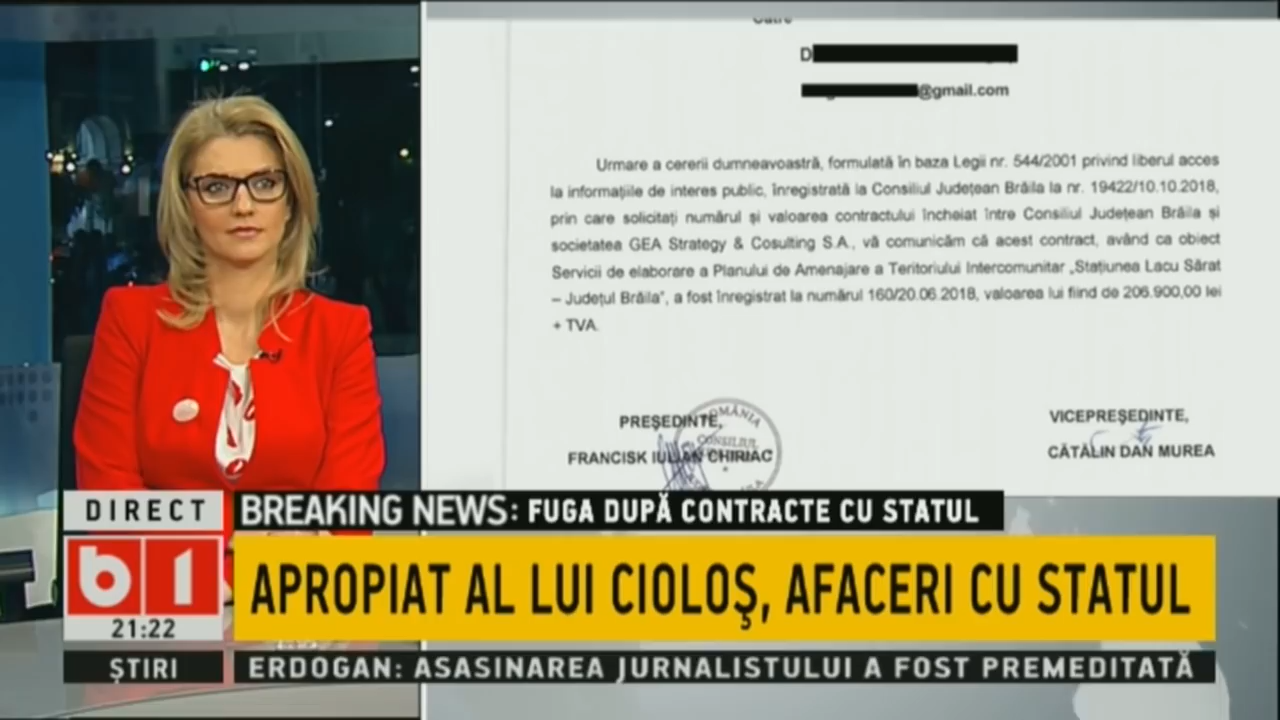 Către
D
@gmail.com
Urmare a cererii dumneavoastră, formulată în baza Legii nr. 544/2001 privind liberul acces
la informațiile de interes public, înregistrată la Consiliul Județean Brăila la nr. 19422/10.10.2018,
prin care solicitați numărul și valoarea contractului încheiat între Consiliul Județean Brăila și
societatea GEA Strategy & Cosulting S.A., vă comunicăm că acest contract, având ca obiect
Servicii de elaborare a Planului de Amenajare a Teritoriului Intercomunitar „Stațiunea Lacu Sărat
– Județul Brăila", a fost înregistrat la numărul 160/20.06.2018, valoarea lui fiind de 206.900,00 lei
+ TVA.
PREȘEDINTE,
FRANCISK IULIAN CHIRIAC
ROMÂNIA
CONSILIUL
VICEPREȘEDINTE,
CĂTĂLIN DAN MUREA
DIRECT
BREAKING NEWS: FUGA DUPĂ CONTRACTE CU STATUL
b1
APROPIAT AL LUI CIOLOŞ, AFACERI CU STATUL
21:22
ŞTIRI
ERDOGAN: ASASINAREA JURNALISTULUI A FOST PREMEDITATĂ